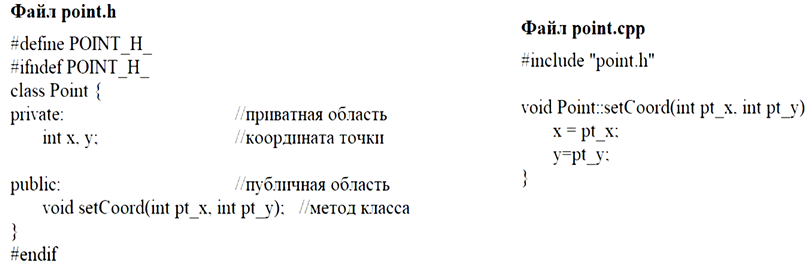 Файл point.h
#define POINT_H_
#ifndef POINT_H_
class Point {
private: //приватная область
int x, y; //координата точки
public: //публичная область
void setCoord(int pt_x, int pt_y); //метод класса
}
#endif
Файл point.cpp
#include "point.h"
void Point::setCoord(int pt_x, int pt_y)
x = pt_x;
y=pt_y;
}